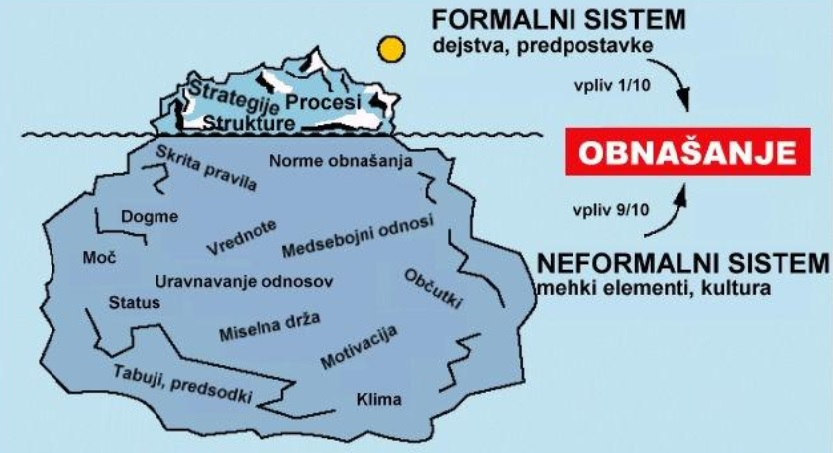 FORMALNI SISTEM
dejstva, predpostavke
vpliv 1/10
Strategije
Procesi
Strukture
OBNAŠANJE
Skrita pravila
Norme obnašanja
vpliv 9/10
Dogme
Vrednote
Medsebojni odnosi
Moč
NEFORMALNI SISTEM
mehki elementi, kultura
Uravnavanje odnosov
Občutki
Status
Miselna drža
Motivacija
Tabuji, predsodki
Klima